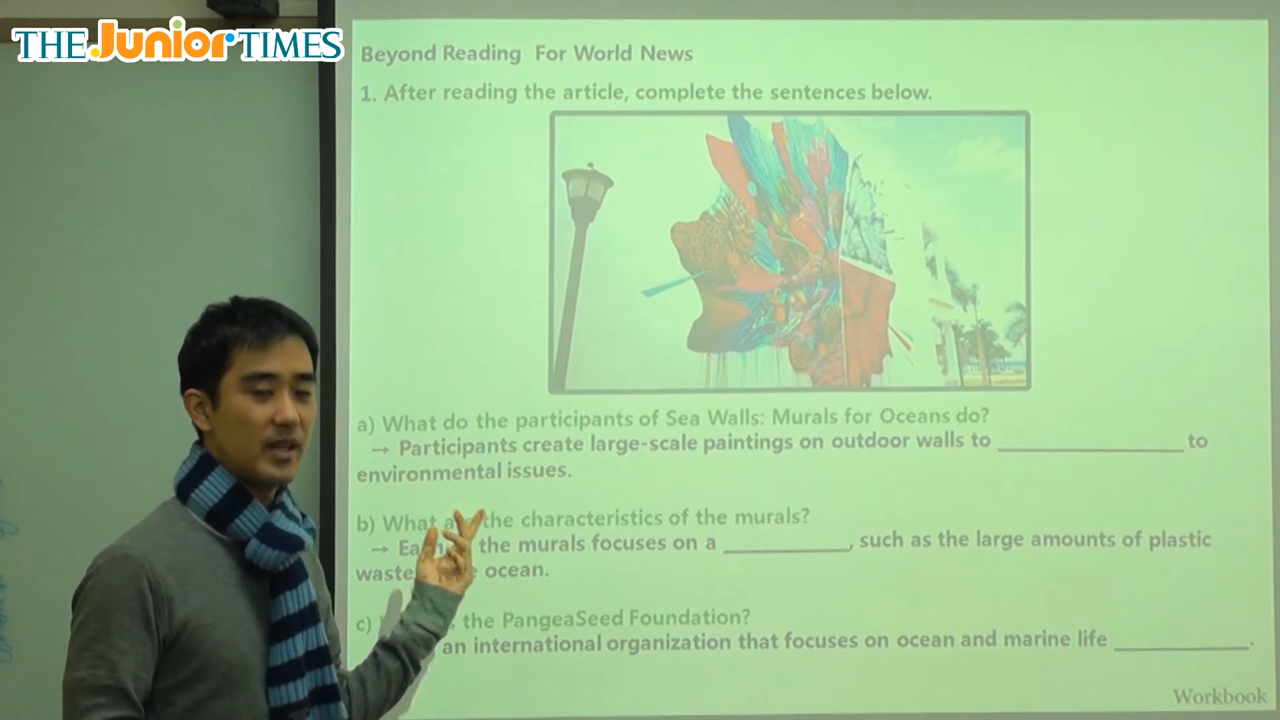 THE Junior TIMES
Beyond Reading For World News
1. After reading the article, complete the sentences below.
a) What do the participants of Sea Walls: Murals for Oceans do?
→ Participants create large-scale paintings on outdoor walls to _______________ to
environmental issues.
b) What the characteristics of the murals?
→ the murals focuses on a __________, such as the large amounts of plastic
waste ocean.
c) the PangeaSeed Foundation?
an international organization that focuses on ocean and marine life ___________.
Workbook